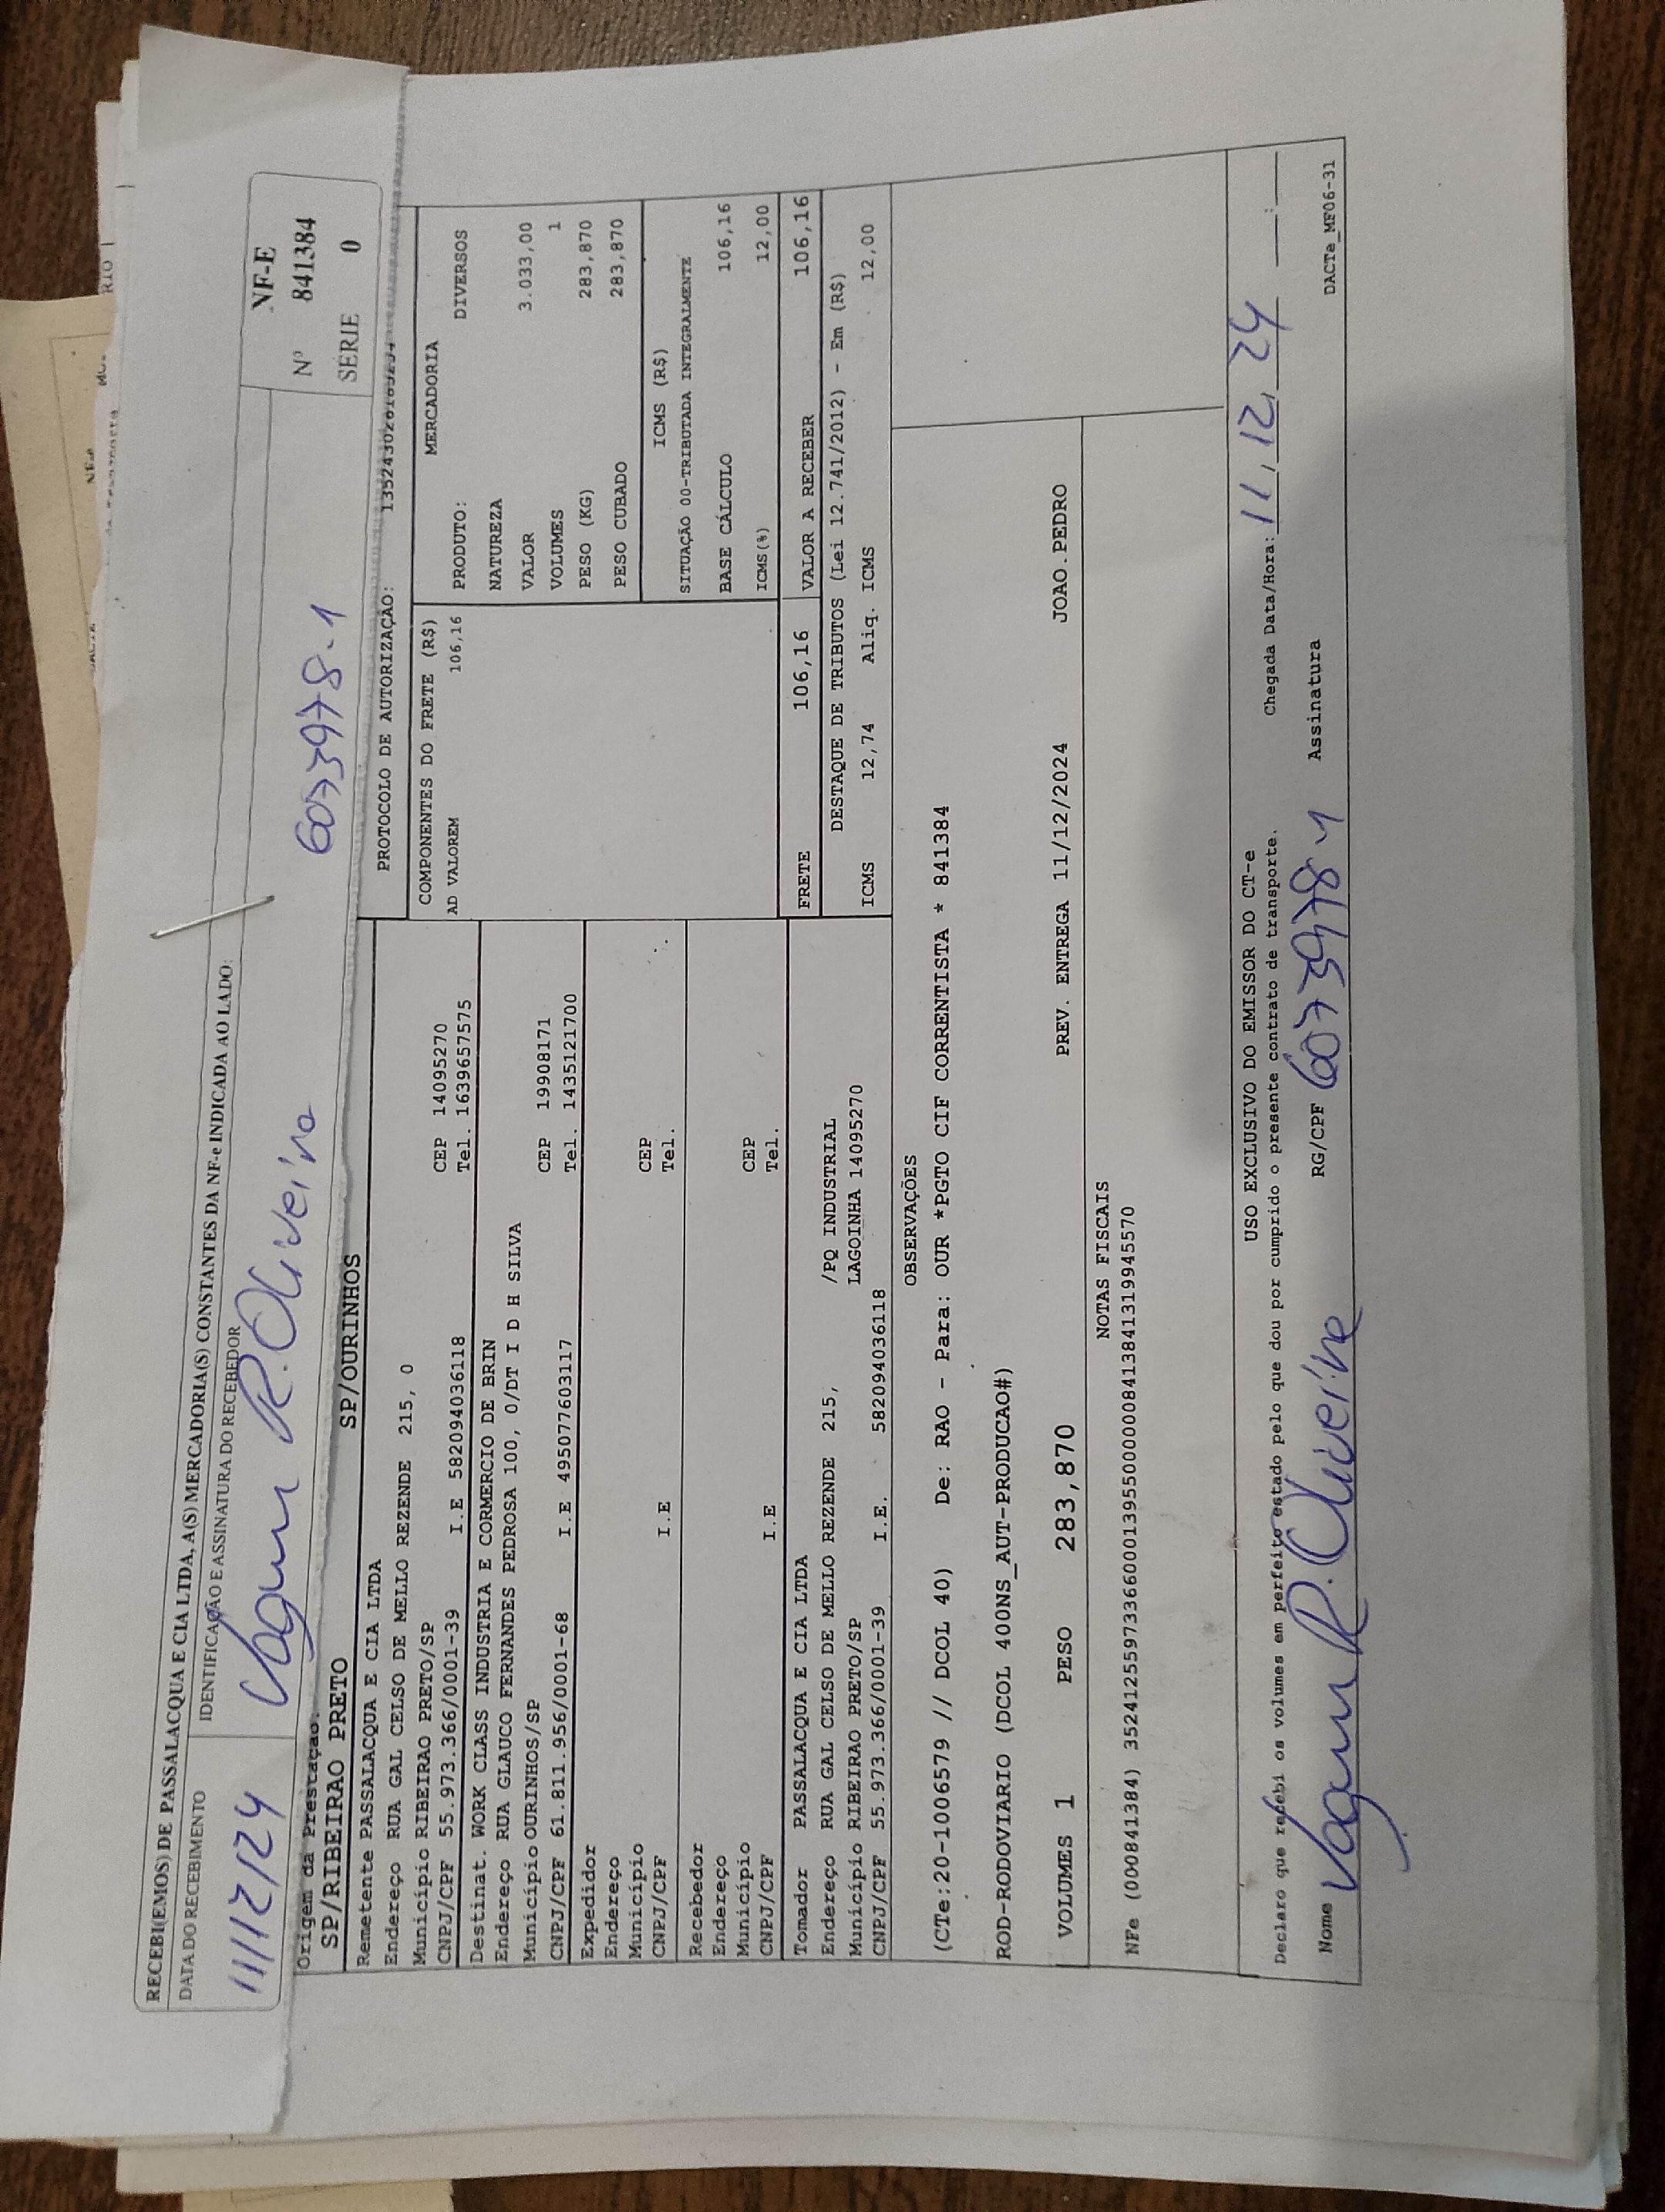 RECEBI(EMOS) DE PASSALACQUA E CIA LTDA, A(S) MERCADORIA(S) CONSTANTES DA NF-e INDICADA AO LADO:
DATA DO RECEBIMENTO
IDENTIFICAÇÃO E ASSINATURA DO RECEBEDOR
11/12/24
R. Oliveira
6073978-1
NF-E
Nº 841384
SÉRIE 0
Origem da Prestação.
SP/RIBEIRAO PRETO
SP/OURINHOS
PROTOCOLO DE AUTORIZAÇÃO:
Remetente PASSALACQUA E CIA LTDA
Endereço RUA GAL CELSO DE MELLO REZENDE 215, 0
Município RIBEIRAO PRETO/SP CEP 14095270
CNPJ/CPF 55.973.366/0001-39 I.E 582094036118 Tel. 1639657575
Destinat. WORK CLASS INDUSTRIA E CORMERCIO DE BRIN
Endereço RUA GLAUCO FERNANDES PEDROSA 100, 0/DT I D H SILVA
Município OURINHOS/SP CEP 19908171
CNPJ/CPF 61.811.956/0001-68 I.E 495077603117 Tel. 1435121700
Expedidor
Endereço
Município CEP
CNPJ/CPF I.E Tel.
Recebedor
Endereço
Município CEP
CNPJ/CPF I.E Tel.
Tomador PASSALACQUA E CIA LTDA
Endereço RUA GAL CELSO DE MELLO REZENDE 215, /PQ INDUSTRIAL
Município RIBEIRAO PRETO/SP LAGOINHA 14095270
CNPJ/CPF 55.973.366/0001-39 I.E. 582094036118
COMPONENTES DO FRETE (R$)
AD VALOREM 106,16
MERCADORIA
PRODUTO: DIVERSOS
NATUREZA
VALOR 3.033,00
VOLUMES 1
PESO (KG) 283,870
PESO CUBADO 283,870
ICMS (R$)
SITUAÇÃO 00-TRIBUTADA INTEGRALMENTE
BASE CÁLCULO 106,16
ICMS(%) 12,00
FRETE 106,16 VALOR A RECEBER 106,16
DESTAQUE DE TRIBUTOS (Lei 12.741/2012) - Em (R$)
ICMS 12,74 Aliq. ICMS 12,00
OBSERVAÇÕES
(CTe:20-1006579 // DCOL 40) De: RAO - Para: OUR *PGTO CIF CORRENTISTA * 841384
ROD-RODOVIARIO (DCOL 400NS_AUT-PRODUCAO#)
VOLUMES 1 PESO 283,870 PREV. ENTREGA 11/12/2024 JOAO.PEDRO
NOTAS FISCAIS
NFe (000841384) 35241255973366000139550000008413841319945570
USO EXCLUSIVO DO EMISSOR DO CT-e
Declaro que recebi os volumes em perfeito estado pelo que dou por cumprido o presente contrato de transporte.
Chegada Data/Hora: 11, 12, 24 __:__
Nome R. Oliveira RG/CPF 6073978-1 Assinatura
DACTe_MF06-31